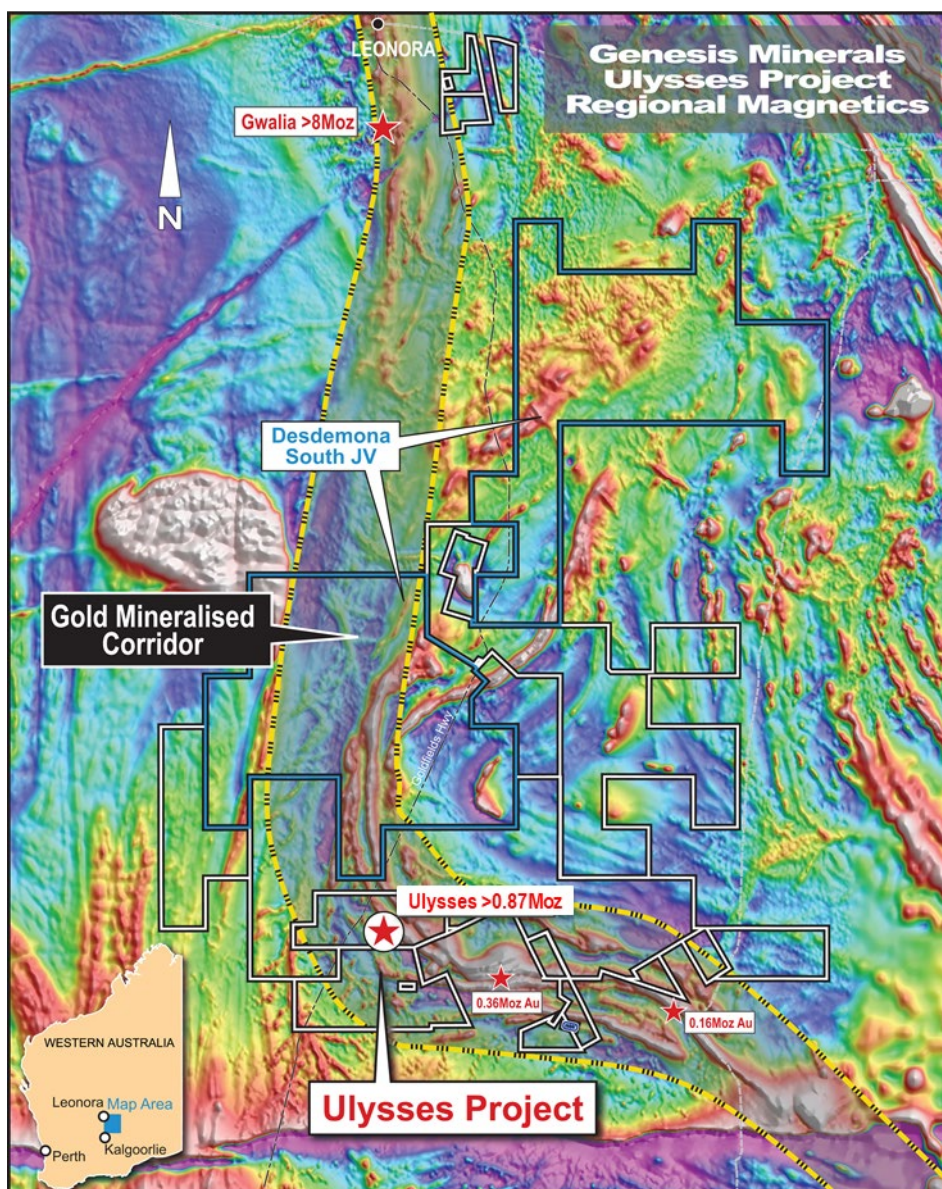 Genesis Minerals
Ulysses Project
Regional Magnetics
LEONORA
Gwalia >8Moz
N
Desdemona
South JV
Gold Mineralised
Corridor
Goldfields Hwy
Ulysses >0.87Moz
0.36Moz Au
0.16Moz Au
Ulysses Project
WESTERN AUSTRALIA
Leonora
Map Area
Kalgoorlie
Perth